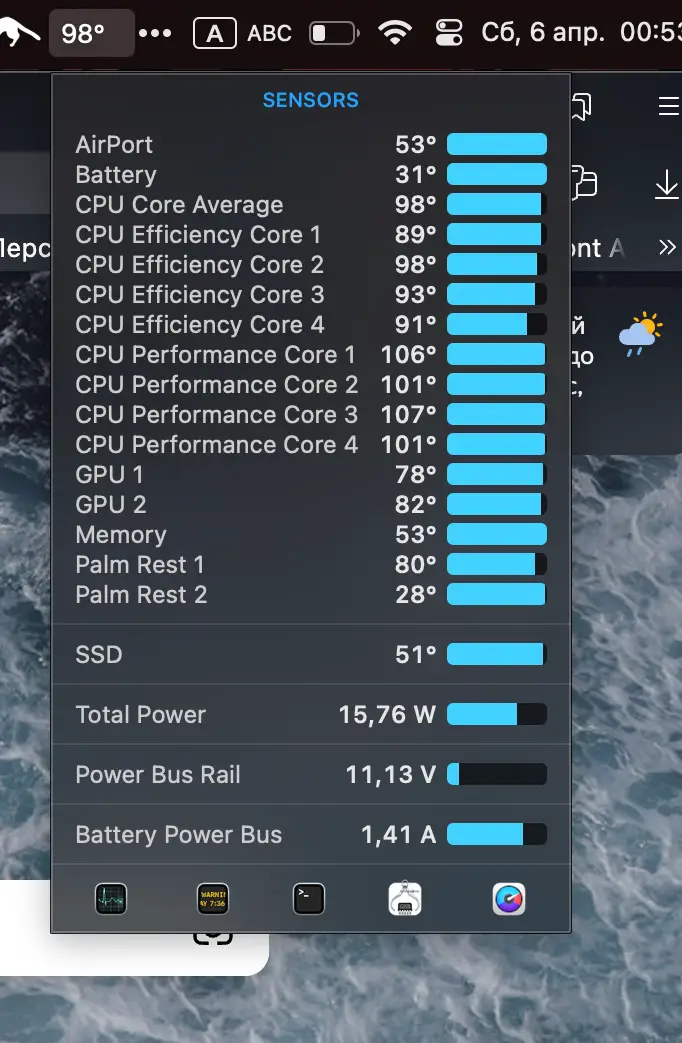 98° ••• A ABC Сб, 6 апр. 00:53
SENSORS
AirPort 53°
Battery 31°
CPU Core Average 98°
CPU Efficiency Core 1 89°
CPU Efficiency Core 2 98°
CPU Efficiency Core 3 93°
CPU Efficiency Core 4 91°
CPU Performance Core 1 106°
CPU Performance Core 2 101°
CPU Performance Core 3 107°
CPU Performance Core 4 101°
GPU 1 78°
GPU 2 82°
Memory 53°
Palm Rest 1 80°
Palm Rest 2 28°
SSD 51°
Total Power 15,76 W
Power Bus Rail 11,13 V
Battery Power Bus 1,41 A
WARNI
AY 7:36